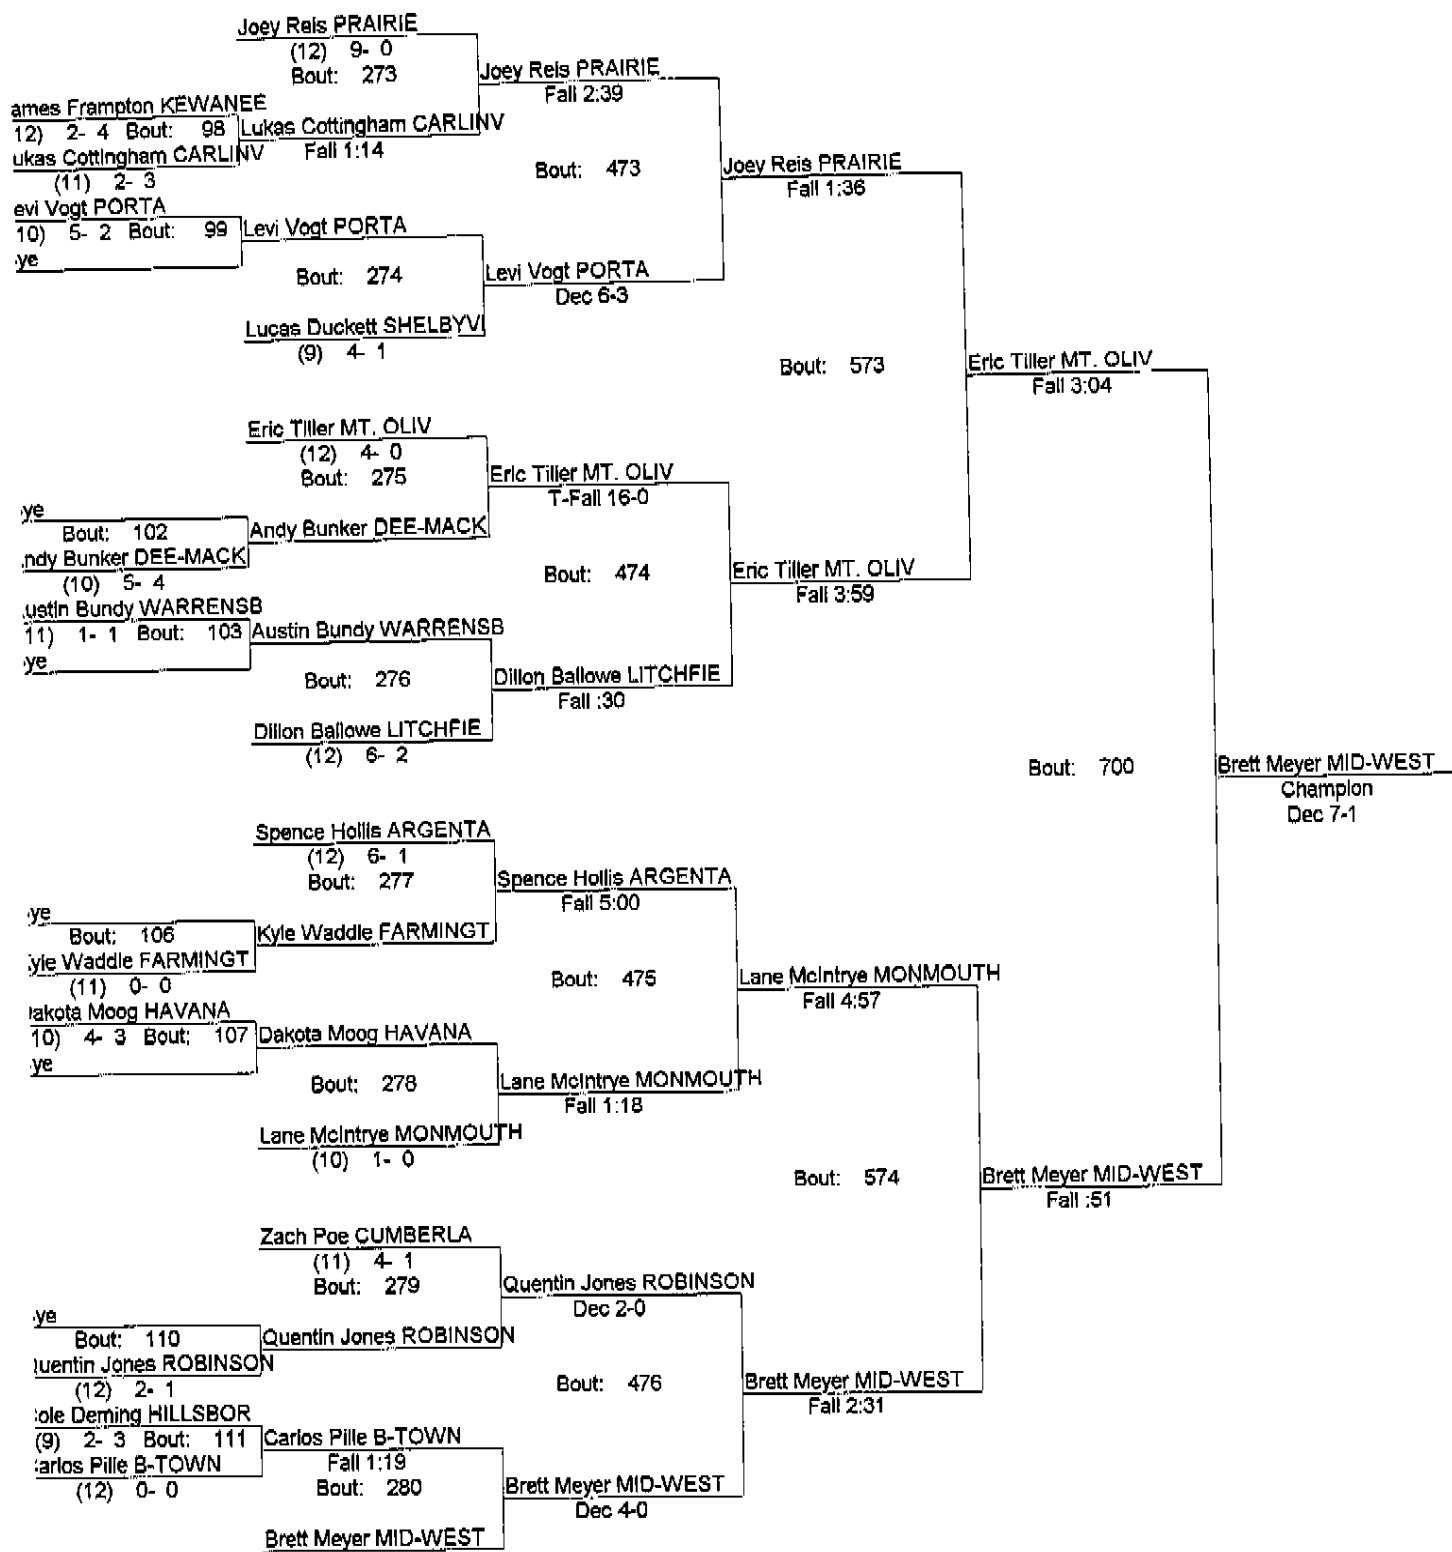 Joey Reis PRAIRIE
(12) 9- 0
Bout: 273
Joey Reis PRAIRIE
Fall 2:39
ames Frampton KEWANEE
12) 2- 4 Bout: 98
Lukas Cottingham CARLINV
Fall 1:14
ukas Cottingham CARLINV
(11) 2- 3
Bout: 473
Joey Reis PRAIRIE
Fall 1:36
evi Vogt PORTA
10) 5- 2 Bout: 99
Levi Vogt PORTA
ye
Bout: 274
Levi Vogt PORTA
Dec 6-3
Lucas Duckett SHELBYVI
(9) 4- 1
Bout: 573
Eric Tiller MT. OLIV
Fall 3:04
Eric Tiller MT. OLIV
(12) 4- 0
Bout: 275
Eric Tiller MT. OLIV
T-Fall 16-0
ye
Bout: 102
Andy Bunker DEE-MACK
ndy Bunker DEE-MACK
(10) 5- 4
Bout: 474
Eric Tiller MT. OLIV
Fall 3:59
ustin Bundy WARRENSB
11) 1- 1 Bout: 103
Austin Bundy WARRENSB
ye
Bout: 276
Dillon Ballowe LITCHFIE
Fall :30
Dillon Ballowe LITCHFIE
(12) 6- 2
Bout: 700
Brett Meyer MID-WEST
Champion
Dec 7-1
Spence Hollis ARGENTA
(12) 6- 1
Bout: 277
Spence Hollis ARGENTA
Fall 5:00
ye
Bout: 106
Kyle Waddle FARMINGT
yle Waddle FARMINGT
(11) 0- 0
Bout: 475
Lane McIntrye MONMOUTH
Fall 4:57
akota Moog HAVANA
10) 4- 3 Bout: 107
Dakota Moog HAVANA
ye
Bout: 278
Lane McIntrye MONMOUTH
Fall 1:18
Lane McIntrye MONMOUTH
(10) 1- 0
Bout: 574
Brett Meyer MID-WEST
Fall :51
Zach Poe CUMBERLA
(11) 4- 1
Bout: 279
Quentin Jones ROBINSON
Dec 2-0
ye
Bout: 110
Quentin Jones ROBINSON
uentin Jones ROBINSON
(12) 2- 1
Bout: 476
Brett Meyer MID-WEST
Fall 2:31
ole Deming HILLSBOR
(9) 2- 3 Bout: 111
Carlos Pille B-TOWN
Fall 1:19
arlos Pille B-TOWN
(12) 0- 0
Bout: 280
Brett Meyer MID-WEST
Dec 4-0
Brett Meyer MID-WEST